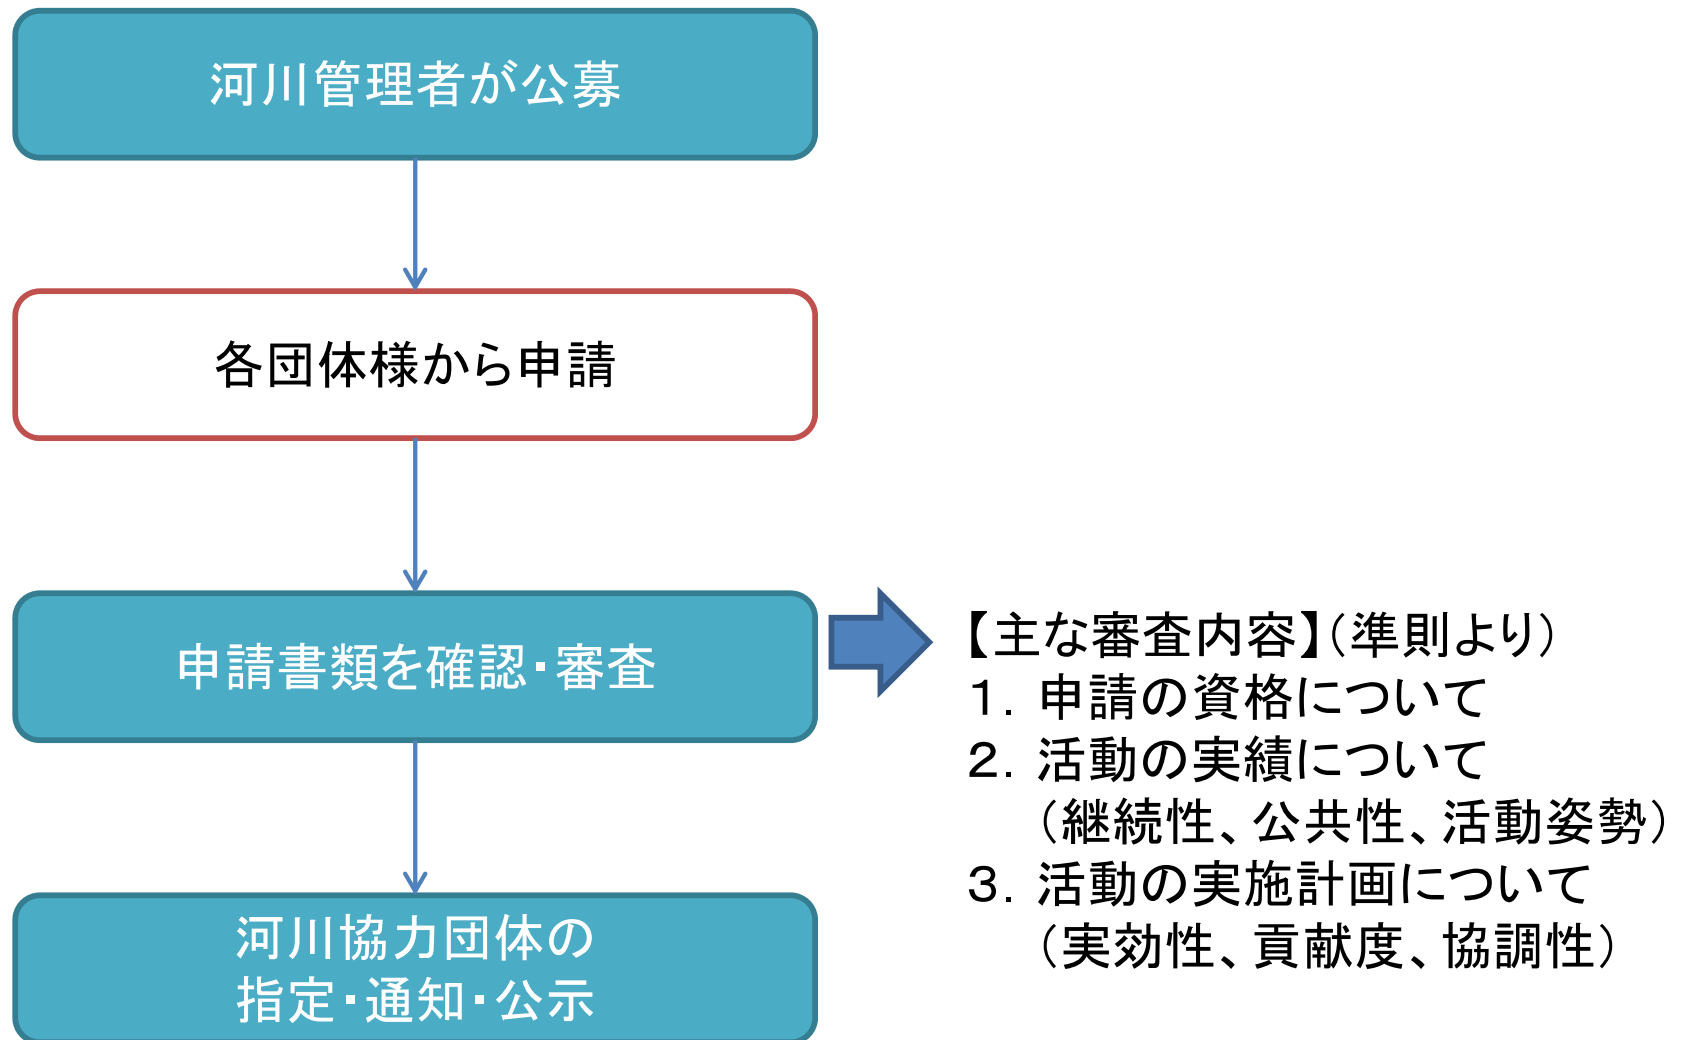 河川管理者が公募
各団体様から申請
申請書類を確認・審査
【主な審査内容】（準則より）
１．申請の資格について
２．活動の実績について
（継続性、公共性、活動姿勢）
３．活動の実施計画について
（実効性、貢献度、協調性）
河川協力団体の
指定・通知・公示